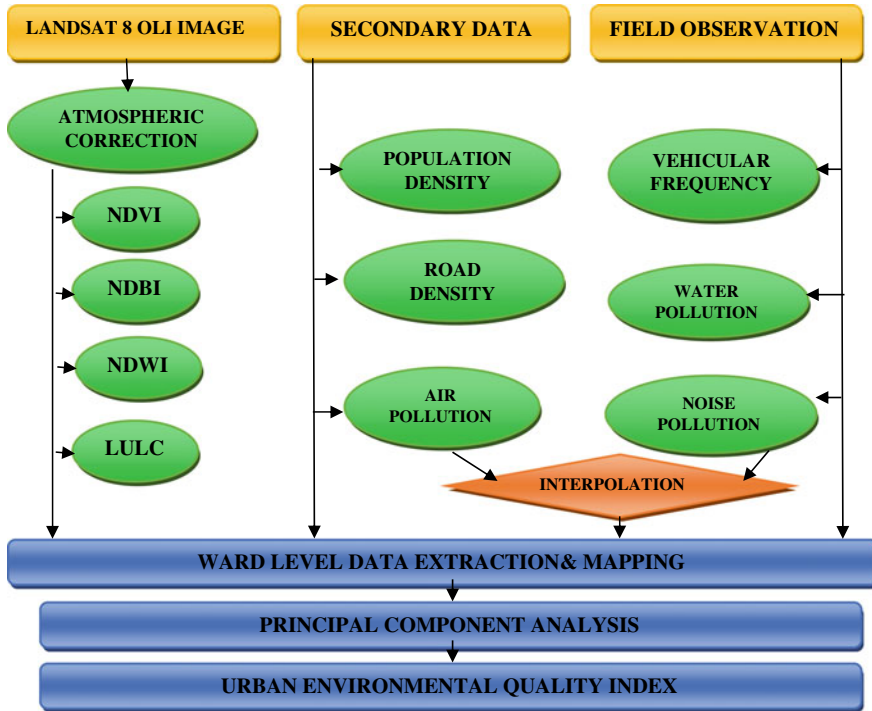 LANDSAT 8 OLI IMAGE
SECONDARY DATA
FIELD OBSERVATION
ATMOSPHERIC
CORRECTION
NDVI
NDBI
NDWI
LULC
POPULATION
DENSITY
ROAD
DENSITY
AIR
POLLUTION
VEHICULAR
FREQUENCY
WATER
POLLUTION
NOISE
POLLUTION
INTERPOLATION
WARD LEVEL DATA EXTRACTION& MAPPING
PRINCIPAL COMPONENT ANALYSIS
URBAN ENVIRONMENTAL QUALITY INDEX